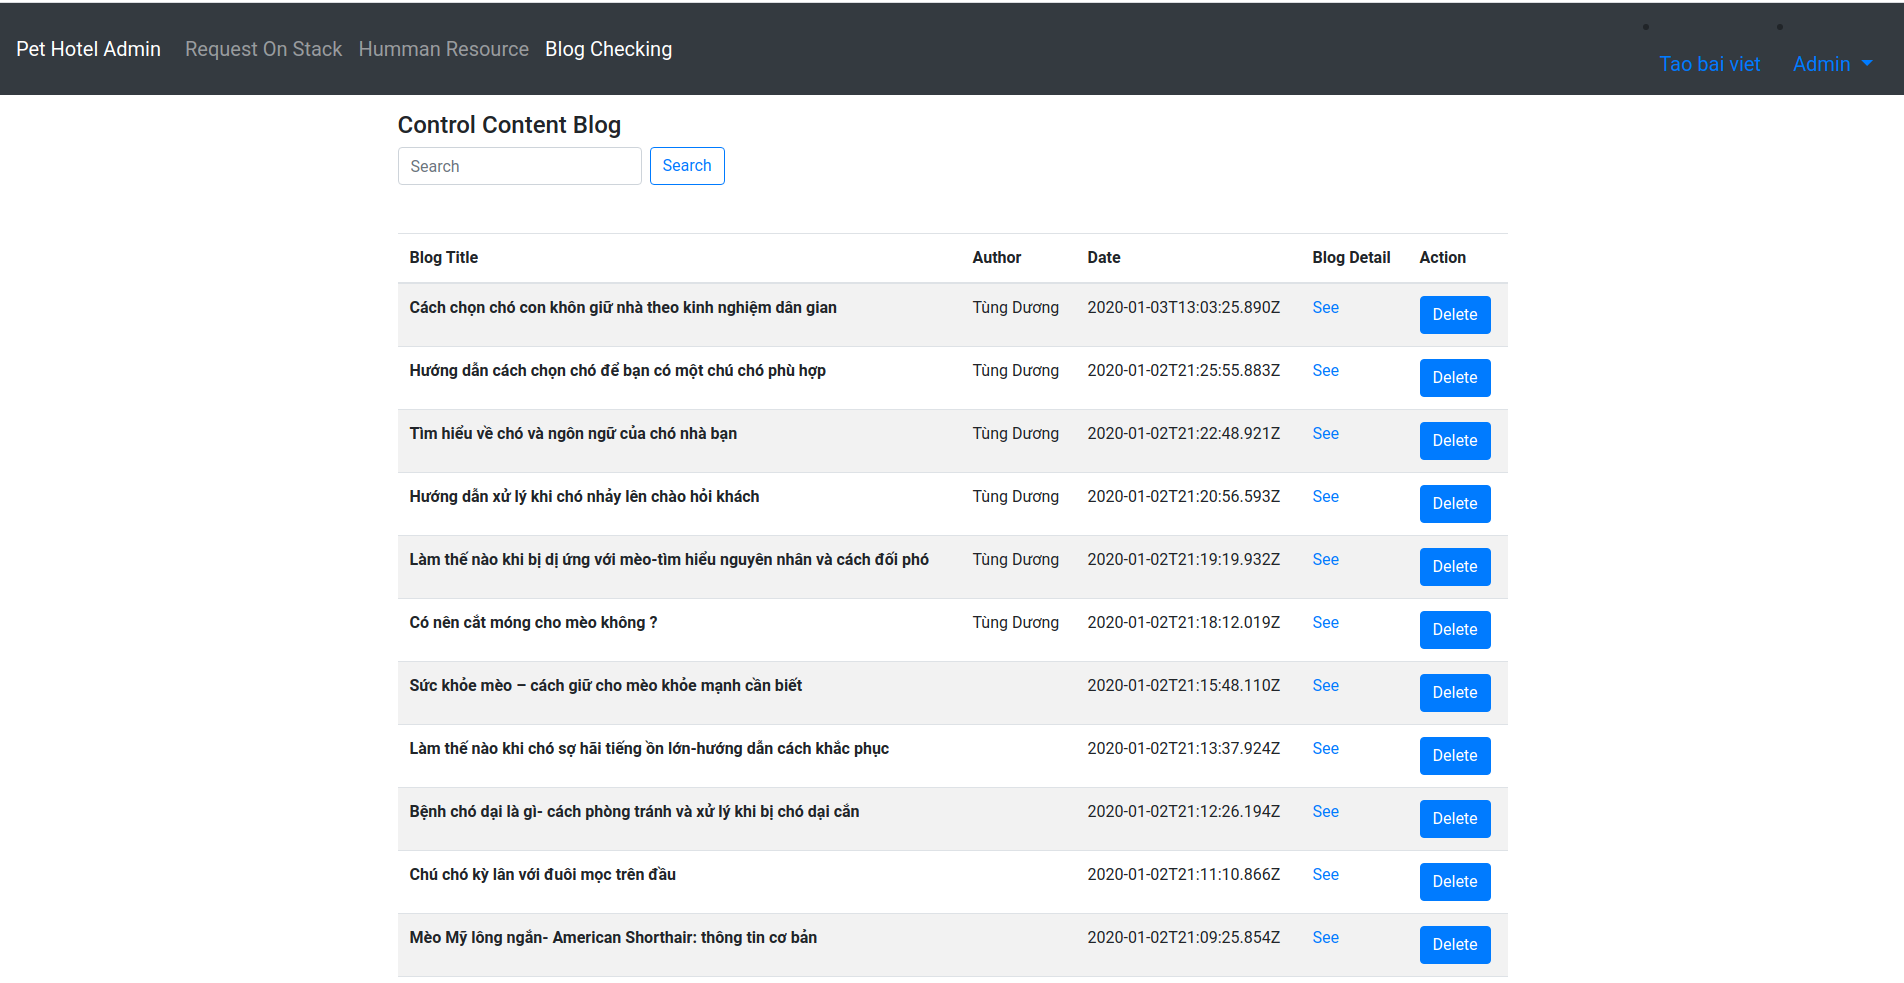 Pet Hotel Admin Request On Stack Humman Resource Blog Checking Tao bai viet Admin
Control Content Blog
Search Search
Blog Title Author Date Blog Detail Action
Cách chọn chó con khôn giữ nhà theo kinh nghiệm dân gian Tùng Dương 2020-01-03T13:03:25.890Z See Delete
Hướng dẫn cách chọn chó để bạn có một chú chó phù hợp Tùng Dương 2020-01-02T21:25:55.883Z See Delete
Tìm hiểu về chó và ngôn ngữ của chó nhà bạn Tùng Dương 2020-01-02T21:22:48.921Z See Delete
Hướng dẫn xử lý khi chó nhảy lên chào hỏi khách Tùng Dương 2020-01-02T21:20:56.593Z See Delete
Làm thế nào khi bị dị ứng với mèo-tìm hiểu nguyên nhân và cách đối phó Tùng Dương 2020-01-02T21:19:19.932Z See Delete
Có nên cắt móng cho mèo không ? Tùng Dương 2020-01-02T21:18:12.019Z See Delete
Sức khỏe mèo – cách giữ cho mèo khỏe mạnh cần biết 2020-01-02T21:15:48.110Z See Delete
Làm thế nào khi chó sợ hãi tiếng ồn lớn-hướng dẫn cách khắc phục 2020-01-02T21:13:37.924Z See Delete
Bệnh chó dại là gì- cách phòng tránh và xử lý khi bị chó dại cắn 2020-01-02T21:12:26.194Z See Delete
Chú chó kỳ lân với đuôi mọc trên đầu 2020-01-02T21:11:10.866Z See Delete
Mèo Mỹ lông ngắn- American Shorthair: thông tin cơ bản 2020-01-02T21:09:25.854Z See Delete